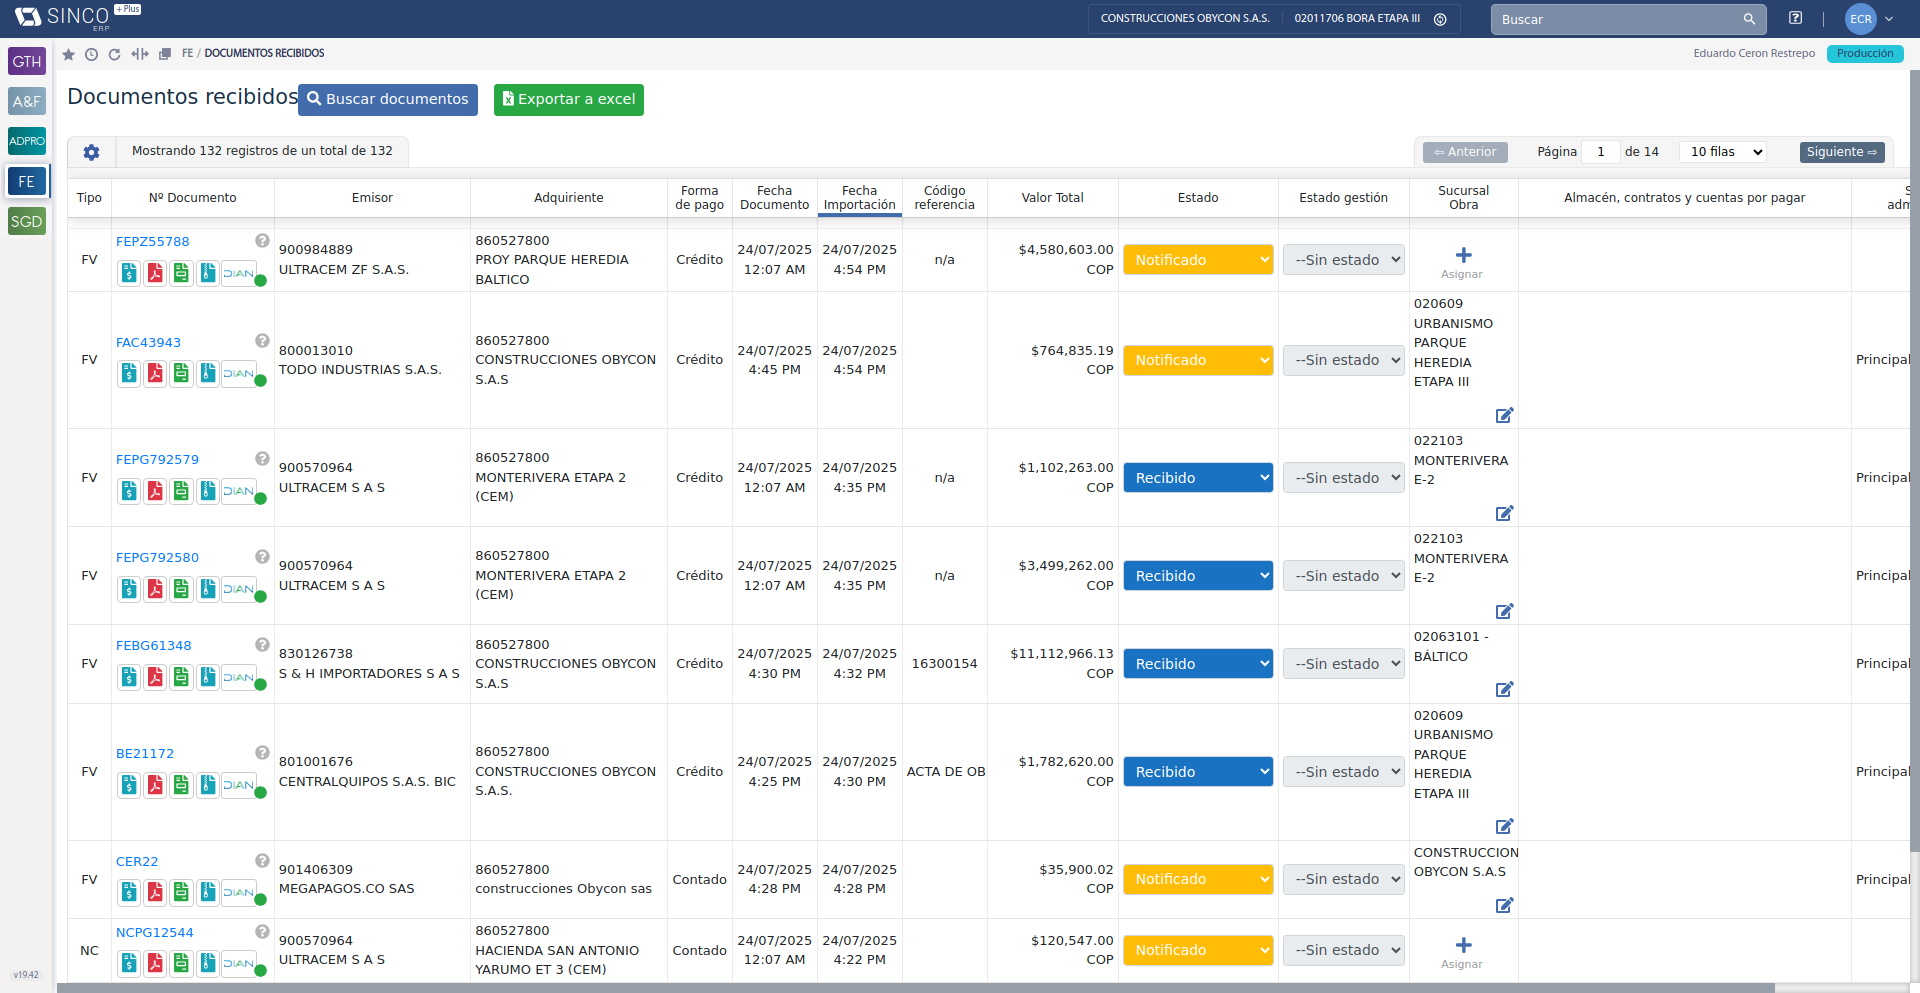 SINCO
ERP
+ Plus
CONSTRUCCIONES OBYCON S.A.S.
02011706 BORA ETAPA III
Buscar
ECR
GTH
A&F
ADPRO
FE
SGD
v19.42
FE / DOCUMENTOS RECIBIDOS
Eduardo Ceron Restrepo
Producción
Documentos recibidos
Buscar documentos
Exportar a excel
Mostrando 132 registros de un total de 132
⇦ Anterior
Página 1 de 14
10 filas
Siguiente ⇨
Tipo
Nº Documento
Emisor
Adquiriente
Forma
de pago
Fecha
Documento
Fecha
Importación
Código
referencia
Valor Total
Estado
Estado gestión
Sucursal
Obra
Almacén, contratos y cuentas por pagar
S
adm
FV
FEPZ55788
DIAN
900984889
ULTRACEM ZF S.A.S.
860527800
PROY PARQUE HEREDIA
BALTICO
Crédito
24/07/2025
12:07 AM
24/07/2025
4:54 PM
n/a
$4,580,603.00
COP
Notificado
--Sin estado
Asignar
FV
FAC43943
DIAN
800013010
TODO INDUSTRIAS S.A.S.
860527800
CONSTRUCCIONES OBYCON
S.A.S
Crédito
24/07/2025
4:45 PM
24/07/2025
4:54 PM
$764,835.19
COP
Notificado
--Sin estado
020609
URBANISMO
PARQUE
HEREDIA
ETAPA III
Principal
FV
FEPG792579
DIAN
900570964
ULTRACEM S A S
860527800
MONTERIVERA ETAPA 2
(CEM)
Crédito
24/07/2025
12:07 AM
24/07/2025
4:35 PM
n/a
$1,102,263.00
COP
Recibido
--Sin estado
022103
MONTERIVERA
E-2
Principal
FV
FEPG792580
DIAN
900570964
ULTRACEM S A S
860527800
MONTERIVERA ETAPA 2
(CEM)
Crédito
24/07/2025
12:07 AM
24/07/2025
4:35 PM
n/a
$3,499,262.00
COP
Recibido
--Sin estado
022103
MONTERIVERA
E-2
Principal
FV
FEBG61348
DIAN
830126738
S & H IMPORTADORES S A S
860527800
CONSTRUCCIONES OBYCON
S.A.S
Crédito
24/07/2025
4:30 PM
24/07/2025
4:32 PM
16300154
$11,112,966.13
COP
Recibido
--Sin estado
02063101 -
BÁLTICO
Principal
FV
BE21172
DIAN
801001676
CENTRALQUIPOS S.A.S. BIC
860527800
CONSTRUCCIONES OBYCON
S.A.S.
Crédito
24/07/2025
4:25 PM
24/07/2025
4:30 PM
ACTA DE OB
$1,782,620.00
COP
Recibido
--Sin estado
020609
URBANISMO
PARQUE
HEREDIA
ETAPA III
Principal
FV
CER22
DIAN
901406309
MEGAPAGOS.CO SAS
860527800
construcciones Obycon sas
Contado
24/07/2025
4:28 PM
24/07/2025
4:28 PM
$35,900.02
COP
Notificado
--Sin estado
CONSTRUCCION
OBYCON S.A.S
Principal
NC
NCPG12544
DIAN
900570964
ULTRACEM S A S
860527800
HACIENDA SAN ANTONIO
YARUMO ET 3 (CEM)
Contado
24/07/2025
12:07 AM
24/07/2025
4:22 PM
$120,547.00
COP
Notificado
--Sin estado
Asignar